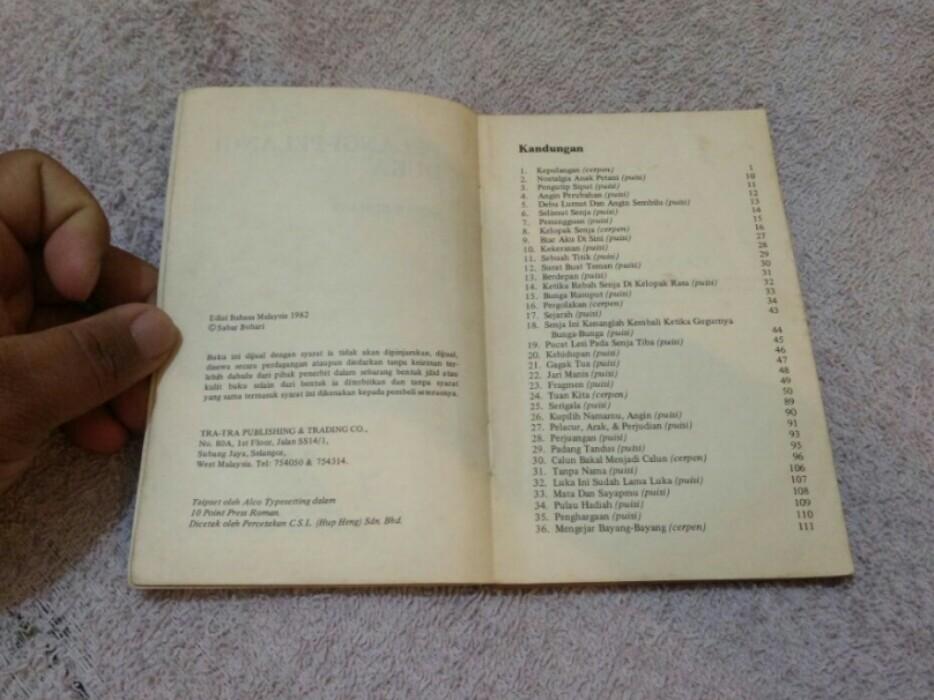 Edisi Bahasa Malaysia 1982
© Sabar Bohari
Buku ini dijual dengan syarat ia tidak akan dipinjamkan, dijual,
disewa secara perdagangan ataupun diedarkan tanpa keizinan ter-
lebih dahulu dari pihak penerbit dalam sebarang bentuk jilid atau
kulit buku selain dari bentuk ia diterbitkan dan tanpa syarat
yang sama termasuk syarat ini dikenakan kepada pembeli semasanya.
TRA-TRA PUBLISHING & TRADING CO.,
No. 80A, 1st Floor, Jalan SS14/1,
Subang Jaya, Selangor,
West Malaysia. Tel: 754050 & 754314.
Taipset oleh Alco Typesetting dalam
10 Point Press Roman.
Dicetak oleh Percetakan C.S.L. (Hup Heng) Sdn. Bhd.
Kandungan
1. Kepulangan (cerpen) 1
2. Nostalgia Anak Petani (puisi) 10
3. Pengutip Siput (puisi) 11
4. Angin Perubahan (puisi) 12
5. Debu Lumut Dan Angin Sembilu (puisi) 13
6. Selamat Senja (puisi) 14
7. Penungguan (puisi) 15
8. Kelopak Senja (cerpen) 16
9. Biar Aku Di Sini (puisi) 27
10. Kekerasan (puisi) 28
11. Sebuah Titik (puisi) 29
12. Surat Buat Teman (puisi) 30
13. Berdepan (puisi) 31
14. Ketika Rebah Senja Di Kelopak Rasa (puisi) 32
15. Bunga Rumput (puisi) 33
16. Pergolakan (cerpen) 34
17. Sejarah (puisi) 43
18. Senja Ini Kenanglah Kembali Ketika Gugurnya
Bunga-Bunga (puisi) 44
19. Pucat Lesi Pada Senja Tiba (puisi) 45
20. Kehidupan (puisi) 46
21. Gagak Tua (puisi) 47
22. Jari Manis (puisi) 48
23. Fragmen (puisi) 49
24. Tuan Kita (cerpen) 50
25. Serigala (puisi) 89
26. Kupilih Namamu, Angin (puisi) 90
27. Pelacur, Arak, & Perjudian (puisi) 91
28. Perjuangan (puisi) 93
29. Padang Tandus (puisi) 95
30. Calun Bakal Menjadi Calun (cerpen) 96
31. Tanpa Nama (puisi) 106
32. Luka Ini Sudah Lama Luka (puisi) 107
33. Mata Dan Sayapmu (puisi) 108
34. Pulau Hadiah (puisi) 109
35. Penghargaan (puisi) 110
36. Mengejar Bayang-Bayang (cerpen) 111